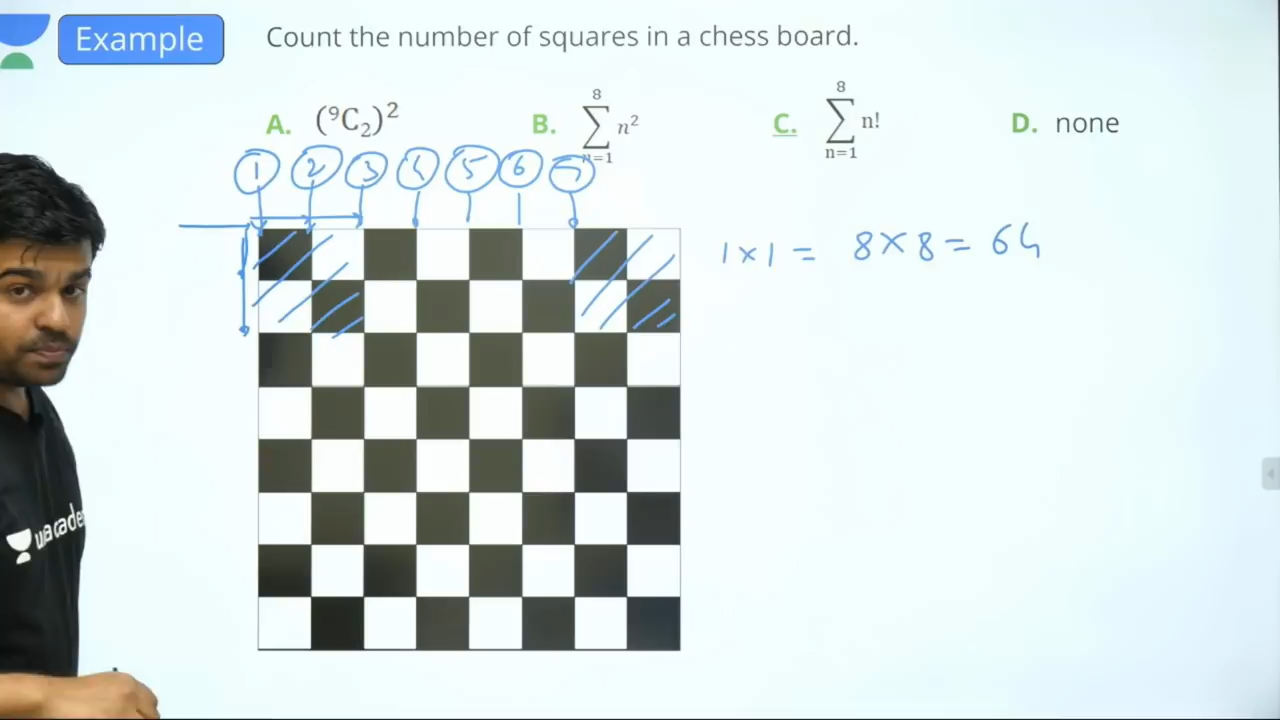 Example
Count the number of squares in a chess board.
A. (⁹C₂)²
B. ∑ⁿ⁼¹⁸ n²
C. ∑ⁿ⁼¹⁸ n!
D. none
1 2 3 4 5 6 7
1 × 1 = 8 × 8 = 64
unacademy